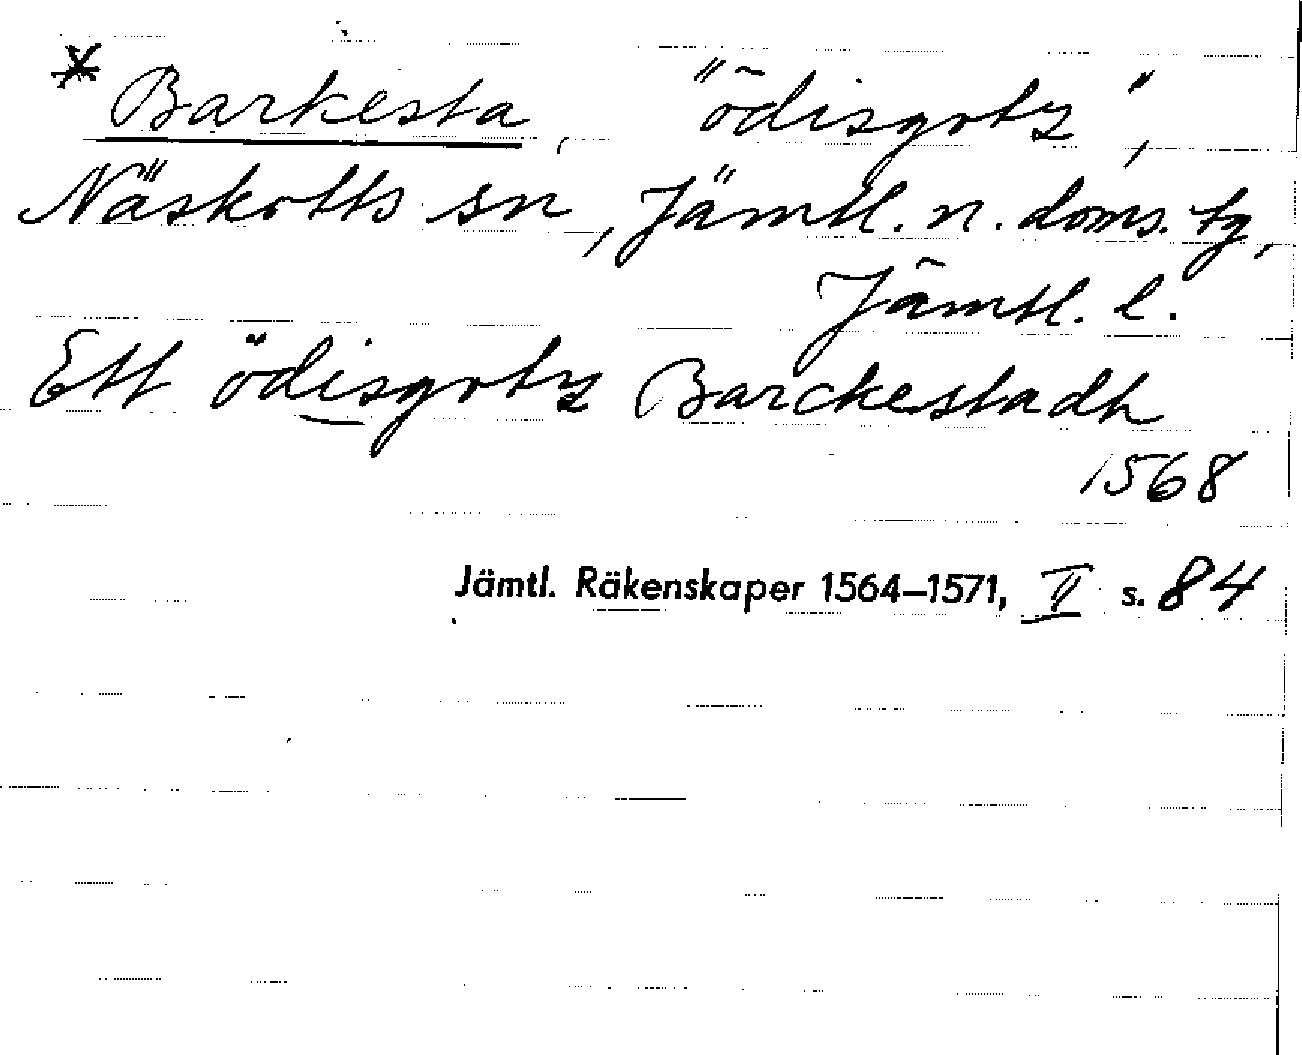 * Barkesta, "ödisgotz",
Näskotts sn, Jämtl. n. doms. tg,
Jämtl. l.
Ett ödisgotz Barckestadh
1568
Jämtl. Räkenskaper 1564–1571, II s. 84